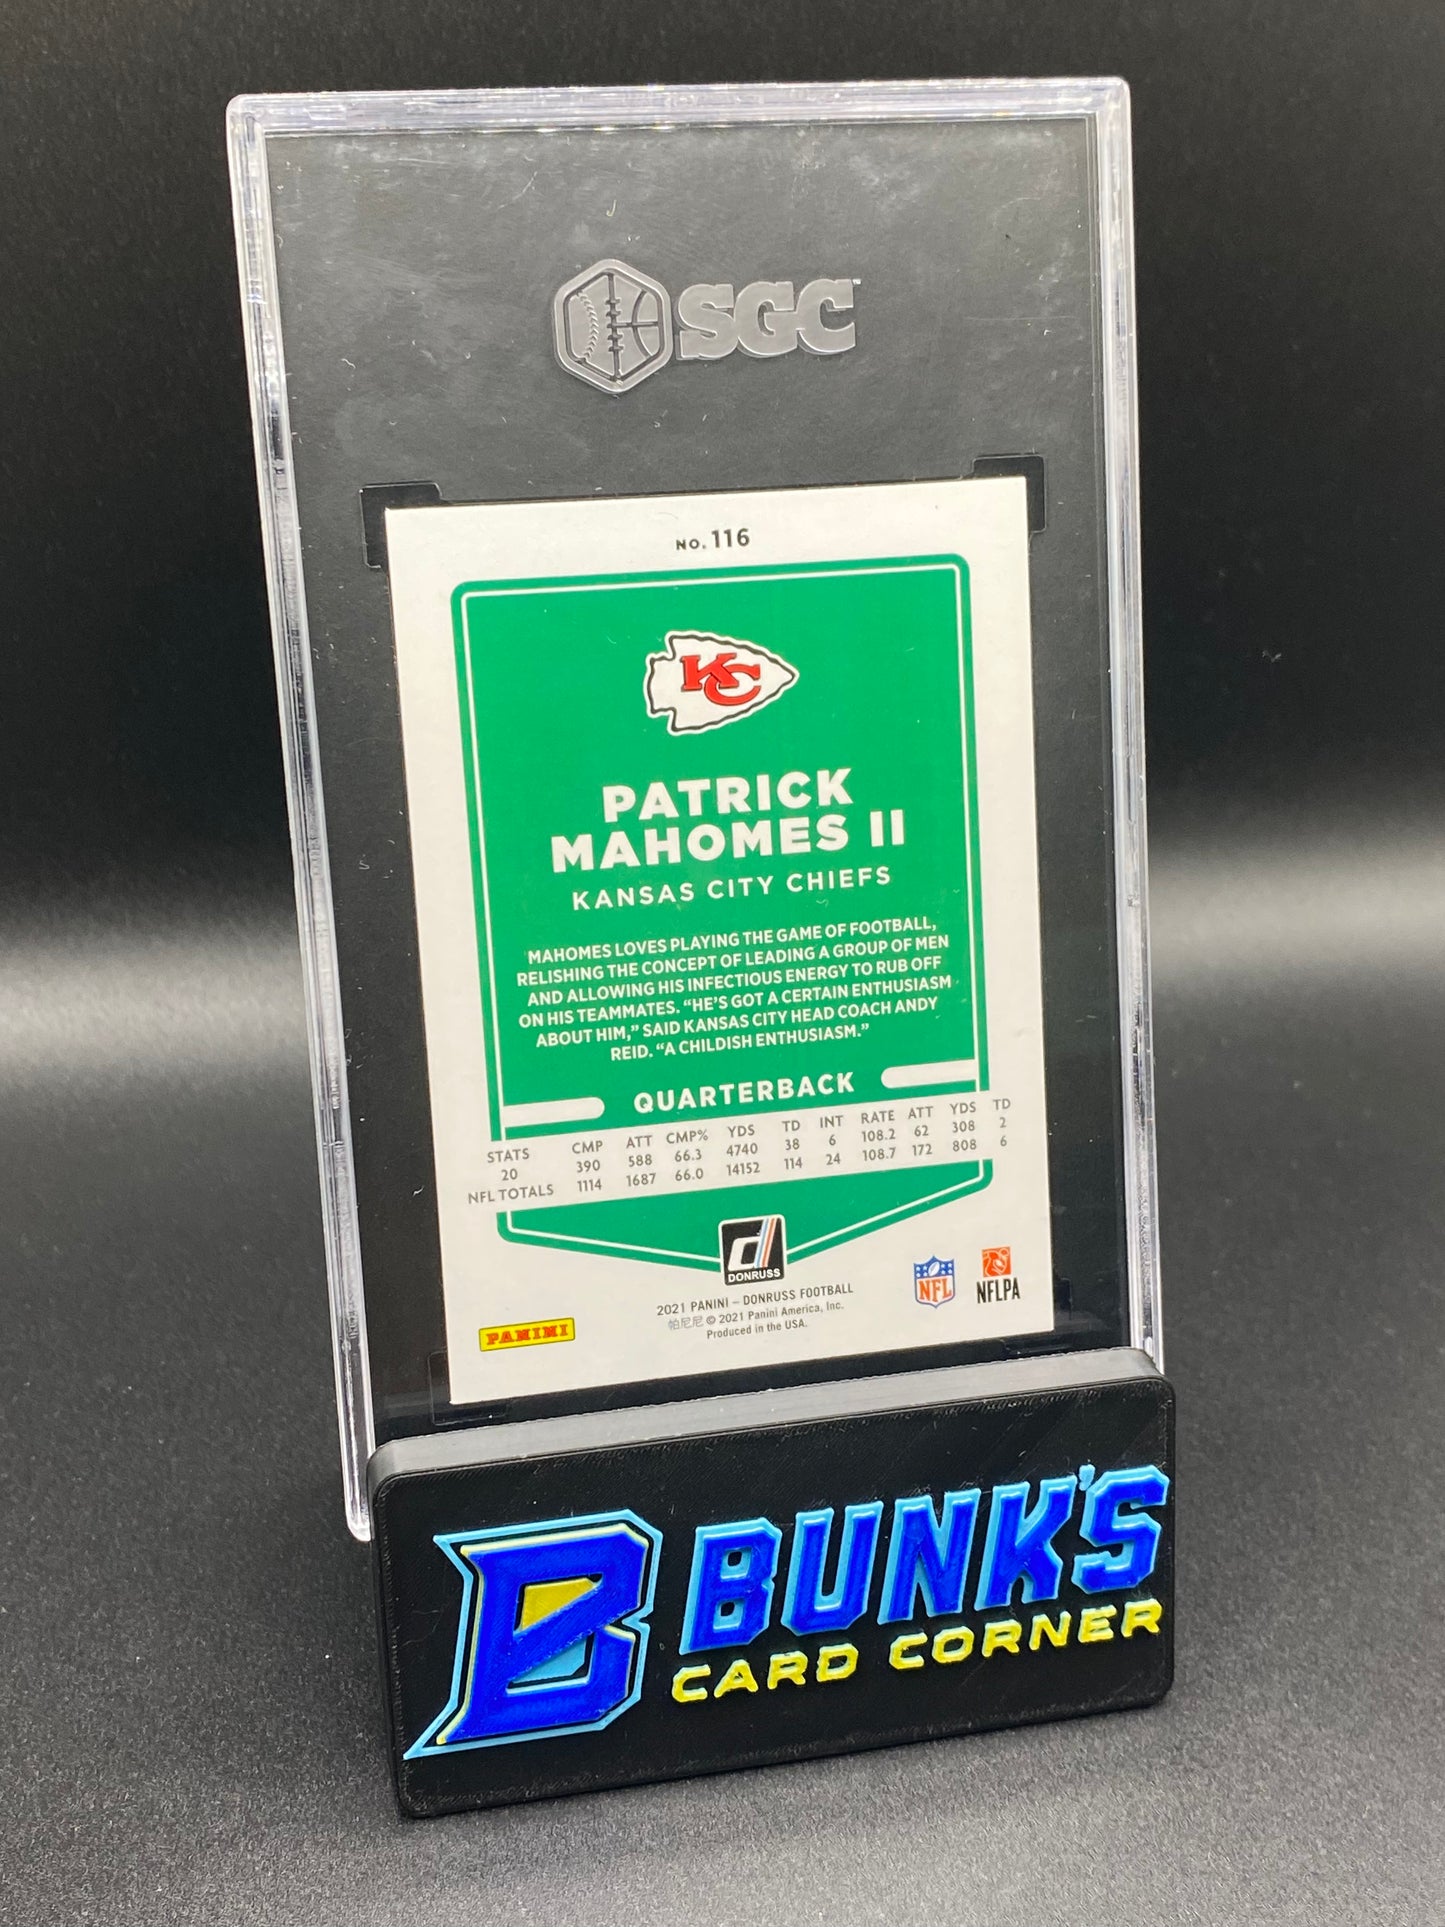 SGC™
NO. 116
KC
PATRICK
MAHOMES II
KANSAS CITY CHIEFS
MAHOMES LOVES PLAYING THE GAME OF FOOTBALL,
RELISHING THE CONCEPT OF LEADING A GROUP OF MEN
AND ALLOWING HIS INFECTIOUS ENERGY TO RUB OFF
ON HIS TEAMMATES. “HE’S GOT A CERTAIN ENTHUSIASM
ABOUT HIM,” SAID KANSAS CITY HEAD COACH ANDY
REID. “A CHILDISH ENTHUSIASM.”
QUARTERBACK
STATS CMP ATT CMP% YDS TD INT RATE ATT YDS TD
20 390 588 66.3 4740 38 6 108.2 62 308 2
NFL TOTALS 1114 1687 66.0 14152 114 24 108.7 172 808 6
d
DONRUSS
NFL
NFLPA
PANINI
2021 PANINI – DONRUSS FOOTBALL
帕尼尼 © 2021 Panini America, Inc.
Produced in the USA.
B BUNK'S
CARD CORNER